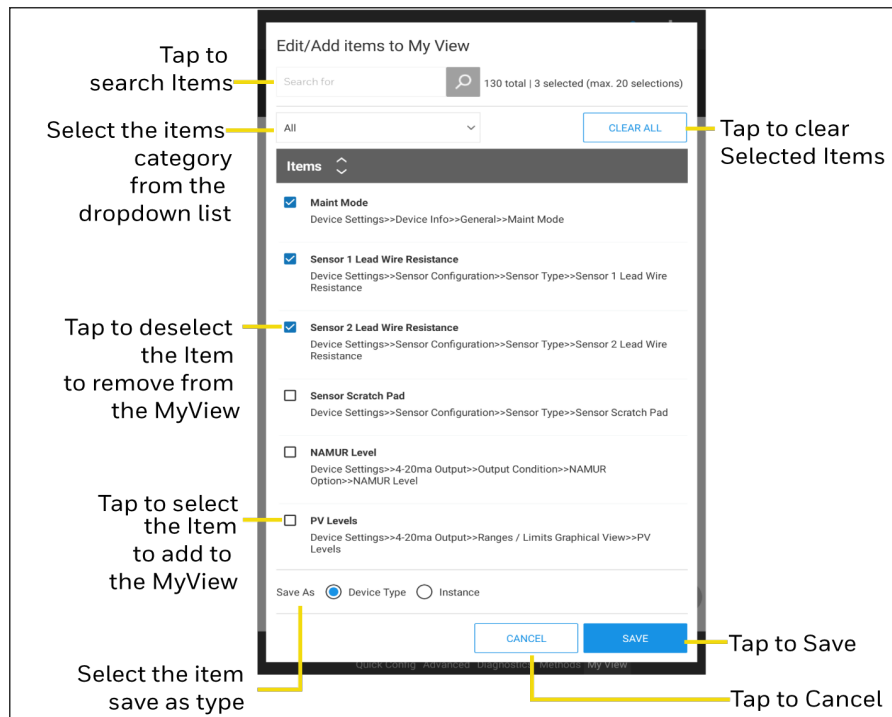 Edit/Add items to My View
Tap to
search Items
Search for
130 total | 3 selected (max. 20 selections)
Select the items
category
from the
dropdown list
All
CLEAR ALL
Tap to clear
Selected Items
Items
Maint Mode
Device Settings>>Device Info>>General>>Maint Mode
Sensor 1 Lead Wire Resistance
Device Settings>>Sensor Configuration>>Sensor Type>>Sensor 1 Lead Wire
Resistance
Tap to deselect
the Item
to remove from
the MyView
Sensor 2 Lead Wire Resistance
Device Settings>>Sensor Configuration>>Sensor Type>>Sensor 2 Lead Wire
Resistance
Sensor Scratch Pad
Device Settings>>Sensor Configuration>>Sensor Type>>Sensor Scratch Pad
NAMUR Level
Device Settings>>4-20ma Output>>Output Condition>>NAMUR
Option>>NAMUR Level
Tap to select
the Item
to add to
the MyView
PV Levels
Device Settings>>4-20ma Output>>Ranges / Limits Graphical View>>PV
Levels
Save As Device Type Instance
CANCEL
SAVE
Tap to Save
Quick Config Advanced Diagnostics Methods My View
Select the item
save as type
Tap to Cancel